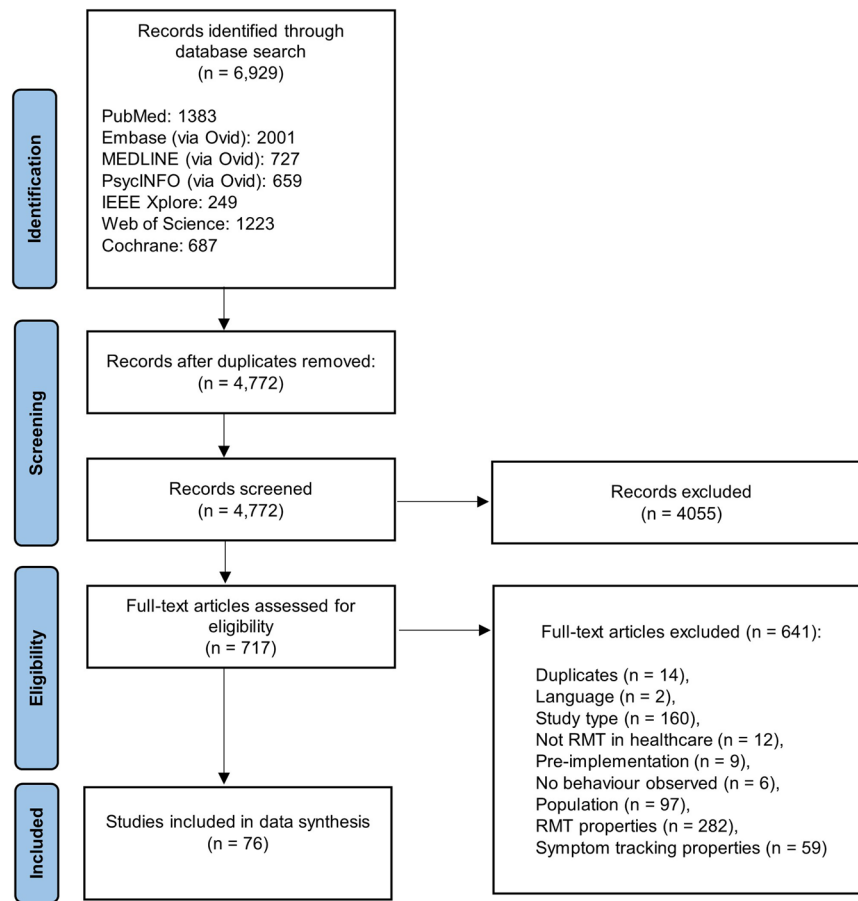 Identification
Records identified through
database search
(n = 6,929)
PubMed: 1383
Embase (via Ovid): 2001
MEDLINE (via Ovid): 727
PsycINFO (via Ovid): 659
IEEE Xplore: 249
Web of Science: 1223
Cochrane: 687
Screening
Records after duplicates removed:
(n = 4,772)
Records screened
(n = 4,772)
Records excluded
(n = 4055)
Eligibility
Full-text articles assessed for
eligibility
(n = 717)
Full-text articles excluded (n = 641):
Duplicates (n = 14),
Language (n = 2),
Study type (n = 160),
Not RMT in healthcare (n = 12),
Pre-implementation (n = 9),
No behaviour observed (n = 6),
Population (n = 97),
RMT properties (n = 282),
Symptom tracking properties (n = 59)
Included
Studies included in data synthesis
(n = 76)